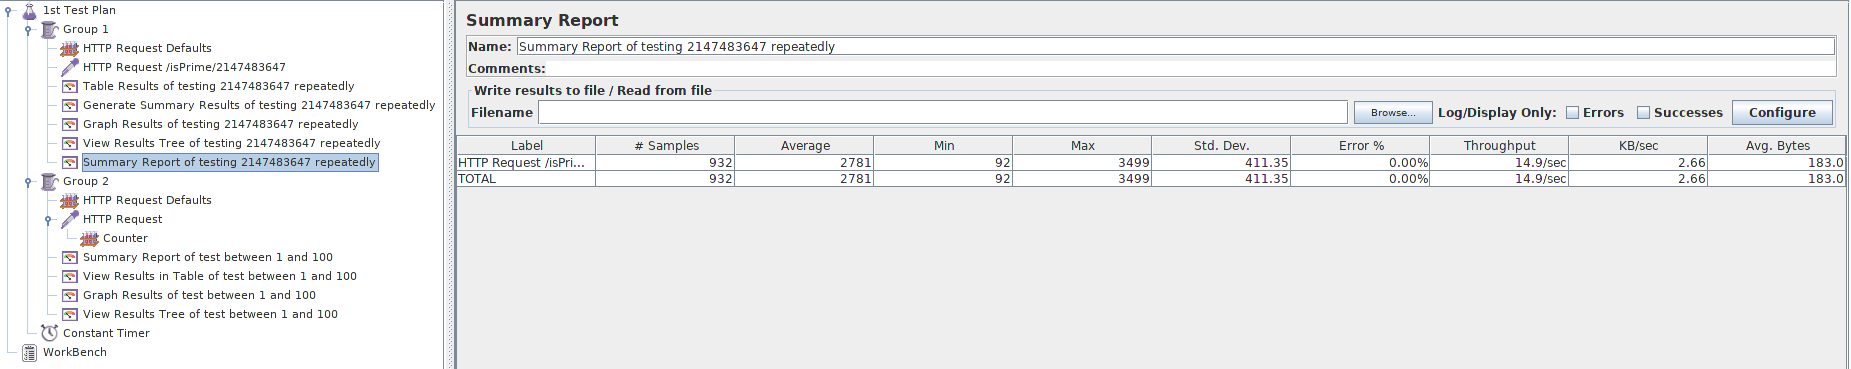 1st Test Plan
Group 1
HTTP Request Defaults
HTTP Request /isPrime/2147483647
Table Results of testing 2147483647 repeatedly
Generate Summary Results of testing 2147483647 repeatedly
Graph Results of testing 2147483647 repeatedly
View Results Tree of testing 2147483647 repeatedly
Summary Report of testing 2147483647 repeatedly
Group 2
HTTP Request Defaults
HTTP Request
Counter
Summary Report of test between 1 and 100
View Results in Table of test between 1 and 100
Graph Results of test between 1 and 100
View Results Tree of test between 1 and 100
Constant Timer
WorkBench
Summary Report
Name: Summary Report of testing 2147483647 repeatedly
Comments:
Write results to file / Read from file
Filename Browse... Log/Display Only: Errors Successes Configure
Label # Samples Average Min Max Std. Dev. Error % Throughput KB/sec Avg. Bytes
HTTP Request /isPri... 932 2781 92 3499 411.35 0.00% 14.9/sec 2.66 183.0
TOTAL 932 2781 92 3499 411.35 0.00% 14.9/sec 2.66 183.0